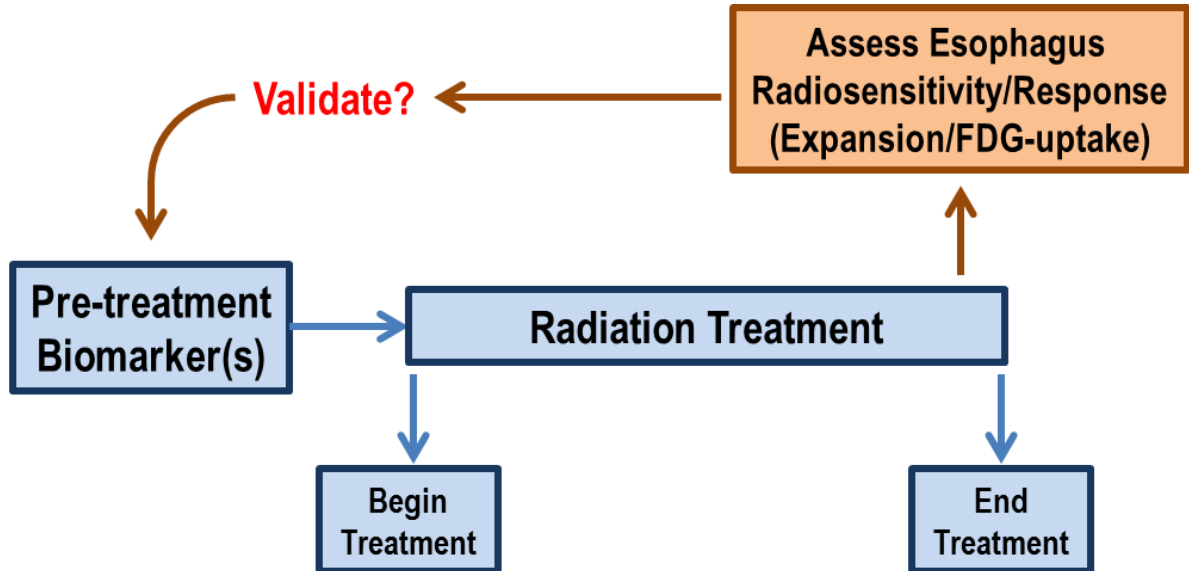 Assess Esophagus
Radiosensitivity/Response
(Expansion/FDG-uptake)
Validate?
Pre-treatment
Biomarker(s)
Radiation Treatment
Begin
Treatment
End
Treatment